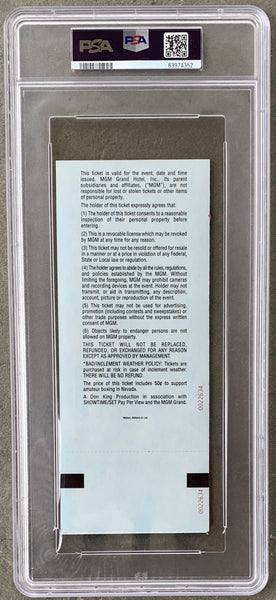 PSA PSA 63974352
This ticket is valid for the event, date and time
issued. MGM Grand Hotel, Inc., its parent
subsidiaries and affiliates, ("MGM"), are not
responsible for lost or stolen tickets or other items
of personal property.
The holder of this ticket expressly agrees that:
(1) The holder of this ticket consents to a reasonable
inspection of their personal property before
entering.
(2) This is a revocable license which may be revoked
by MGM at any time for any reason.
(3) This ticket may not be resold or offered for resale
in a manner or at a price in violation of any Federal,
State or Local law or regulation.
(4) The holder agrees to abide by all the rules, regulations,
and policies established by the MGM. Without
limiting the foregoing, MGM may prohibit cameras
and recording devices at the event. Holder may not
transmit, or aid in transmitting, any description,
account, picture or reproduction of the event.
(5) This ticket may not be used for advertising,
promotion (including contests and sweepstakes) or
other trade purposes without the express written
consent of MGM.
(6) Objects likely to endanger persons are not
allowed on MGM property.
THIS TICKET WILL NOT BE REPLACED,
REFUNDED, OR EXCHANGED FOR ANY REASON
EXCEPT AS APPROVED BY MANAGEMENT.
*BAD/INCLEMENT WEATHER POLICY: Tickets are
purchased at risk in case of inclement weather.
THERE WILL BE NO REFUND.
The price of this ticket includes 50¢ to support
amateur boxing in Nevada.
A Don King Production in association with
SHOWTIME/SET Pay Per View and the MGM Grand.
0022634
0022634